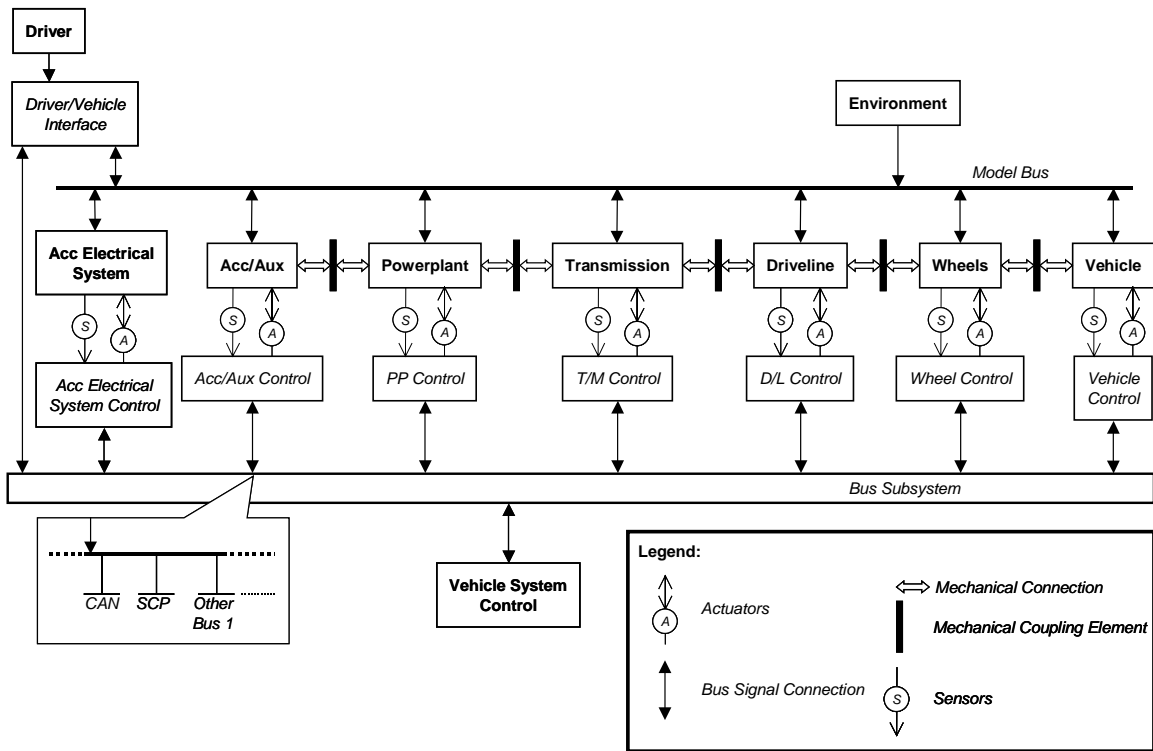 Driver
Driver/Vehicle
Interface
Environment
Model Bus
Acc Electrical
System
Acc/Aux
Powerplant
Transmission
Driveline
Wheels
Vehicle
S
A
S
A
S
A
S
A
S
A
S
A
S
A
Acc Electrical
System Control
Acc/Aux Control
PP Control
T/M Control
D/L Control
Wheel Control
Vehicle
Control
Bus Subsystem
CAN
SCP
Other
Bus 1
Vehicle System
Control
Legend:
A
Actuators
Bus Signal Connection
Mechanical Connection
Mechanical Coupling Element
S
Sensors